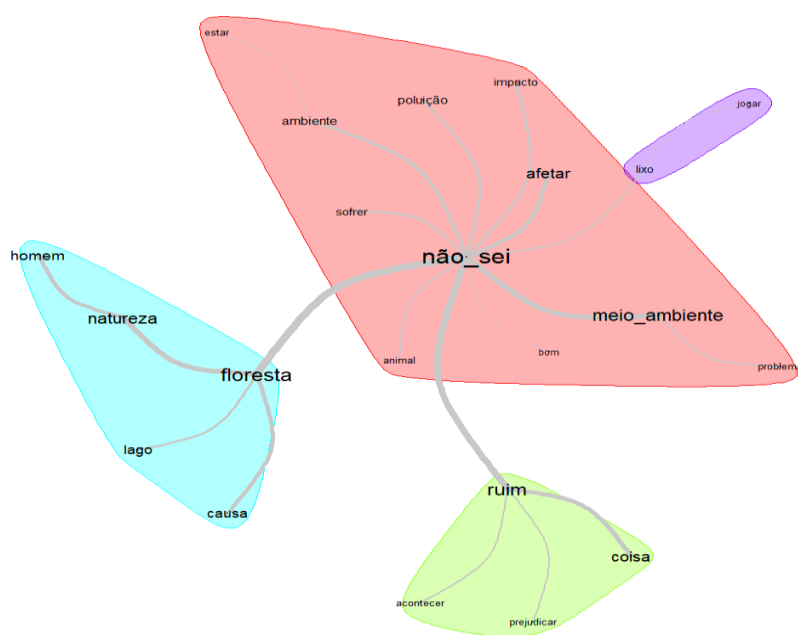 estar
impacto
poluição
jogar
ambiente
lixo
afetar
sofrer
homem
não_sei
natureza
meio_ambiente
bom
animal
problem
floresta
lago
ruim
causa
coisa
acontecer
prejudicar